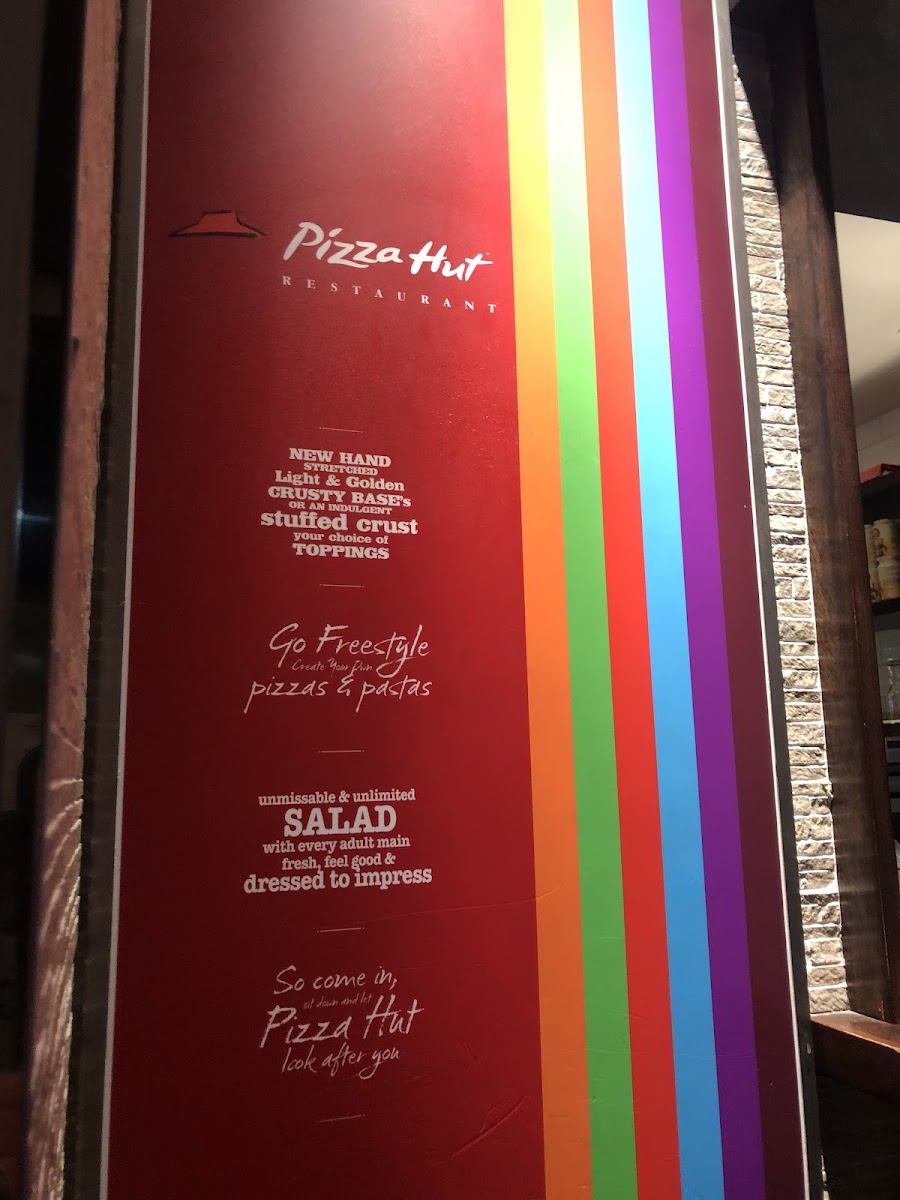 Pizza Hut
RESTAURANT
NEW HAND
STRETCHED
Light & Golden
CRUSTY BASE's
OR AN INDULGENT
stuffed crust
your choice of
TOPPINGS
Go Freestyle
Create Your Own
pizzas & pastas
unmissable & unlimited
SALAD
with every adult main
fresh, feel good &
dressed to impress
So come in,
sit down and let
Pizza Hut
look after you